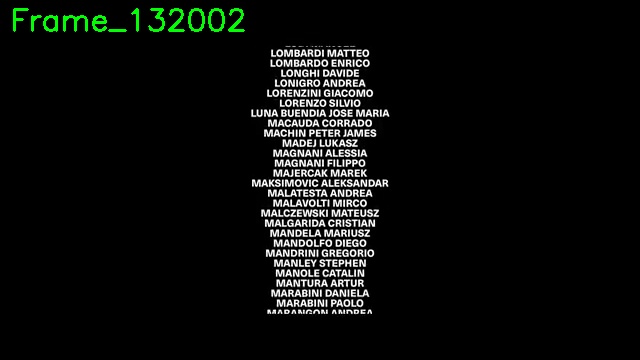 Frame_132002
LOMBARDI MATTEO
LOMBARDO ENRICO
LONGHI DAVIDE
LONIGRO ANDREA
LORENZINI GIACOMO
LORENZO SILVIO
LUNA BUENDIA JOSE MARIA
MACAUDA CORRADO
MACHIN PETER JAMES
MADEJ LUKASZ
MAGNANI ALESSIA
MAGNANI FILIPPO
MAJERCAK MAREK
MAKSIMOVIC ALEKSANDAR
MALATESTA ANDREA
MALAVOLTI MIRCO
MALCZEWSKI MATEUSZ
MALGARIDA CRISTIAN
MANDELA MARIUSZ
MANDOLFO DIEGO
MANDRINI GREGORIO
MANLEY STEPHEN
MANOLE CATALIN
MANTURA ARTUR
MARABINI DANIELA
MARABINI PAOLO
MARANGON ANDREA